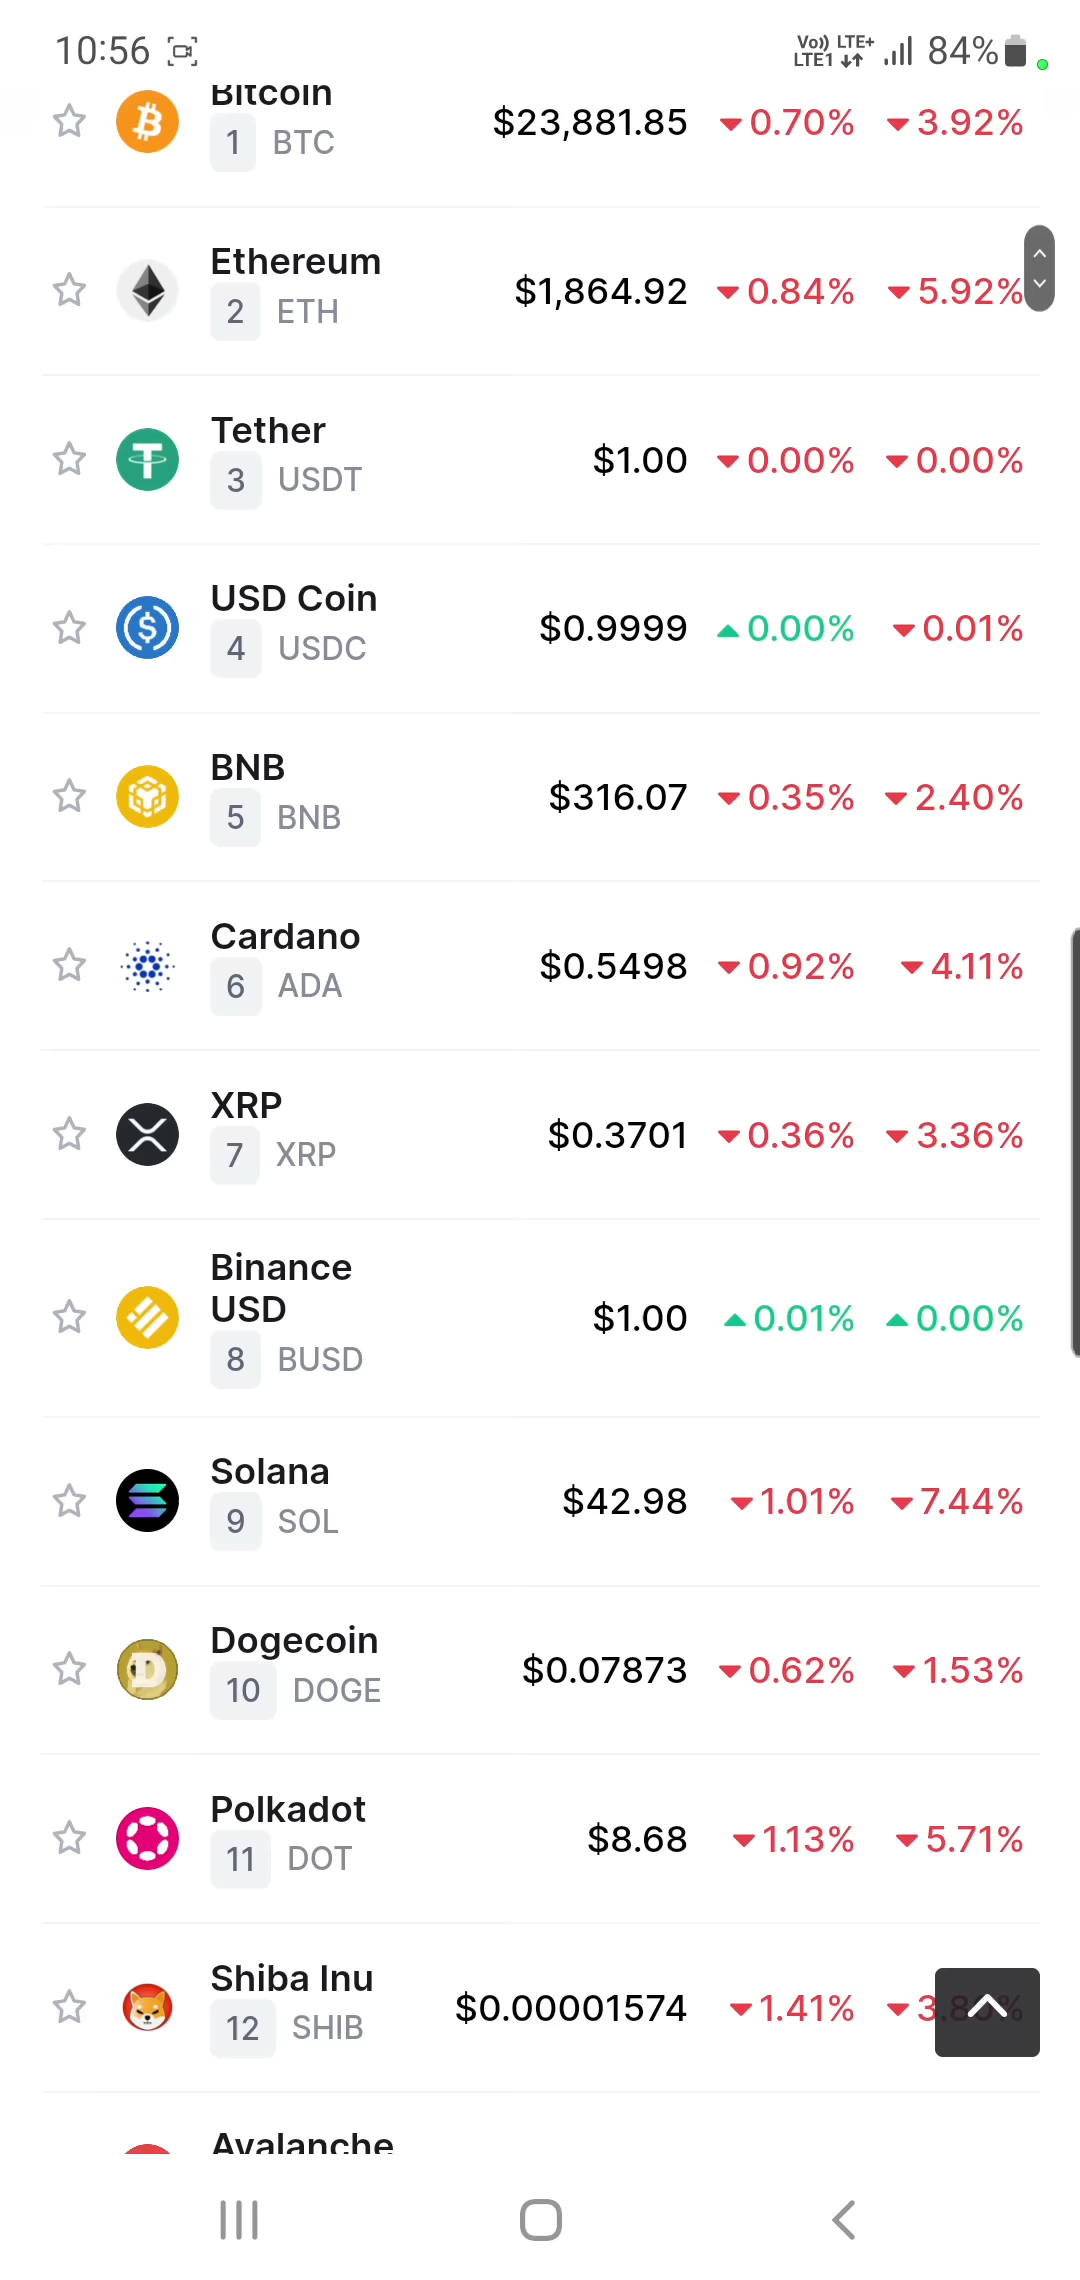 10:56 Vo)) LTE+ LTE1 84%
Bitcoin
1 BTC $23,881.85 0.70% 3.92%
Ethereum
2 ETH $1,864.92 0.84% 5.92%
Tether
3 USDT $1.00 0.00% 0.00%
USD Coin
4 USDC $0.9999 0.00% 0.01%
BNB
5 BNB $316.07 0.35% 2.40%
Cardano
6 ADA $0.5498 0.92% 4.11%
XRP
7 XRP $0.3701 0.36% 3.36%
Binance
USD
8 BUSD $1.00 0.01% 0.00%
Solana
9 SOL $42.98 1.01% 7.44%
Dogecoin
10 DOGE $0.07873 0.62% 1.53%
Polkadot
11 DOT $8.68 1.13% 5.71%
Shiba Inu
12 SHIB $0.00001574 1.41%
Avalanche